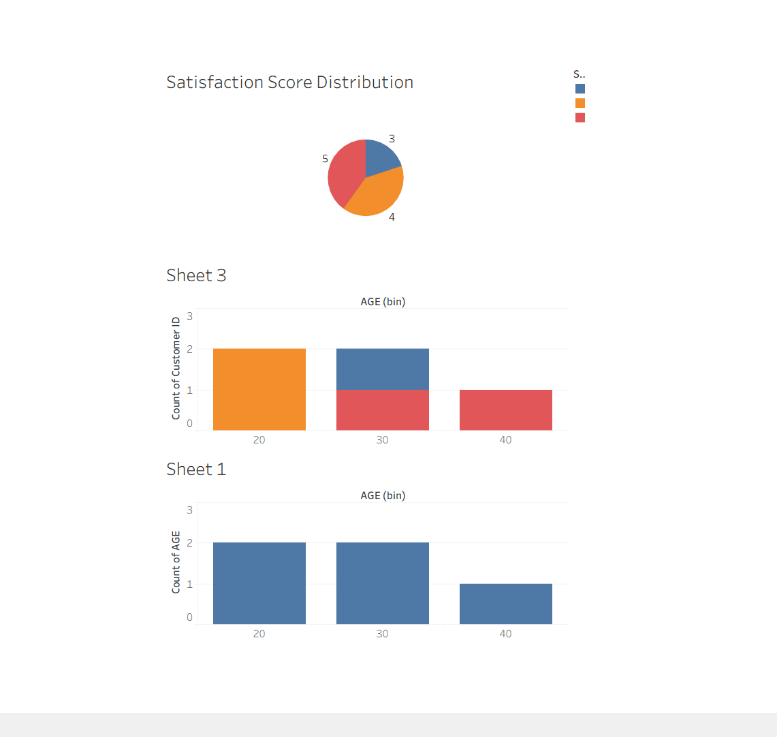 Satisfaction Score Distribution
S..
3
5
4
Sheet 3
AGE (bin)
Count of Customer ID
3
2
1
0
20
30
40
Sheet 1
AGE (bin)
Count of AGE
3
2
1
0
20
30
40